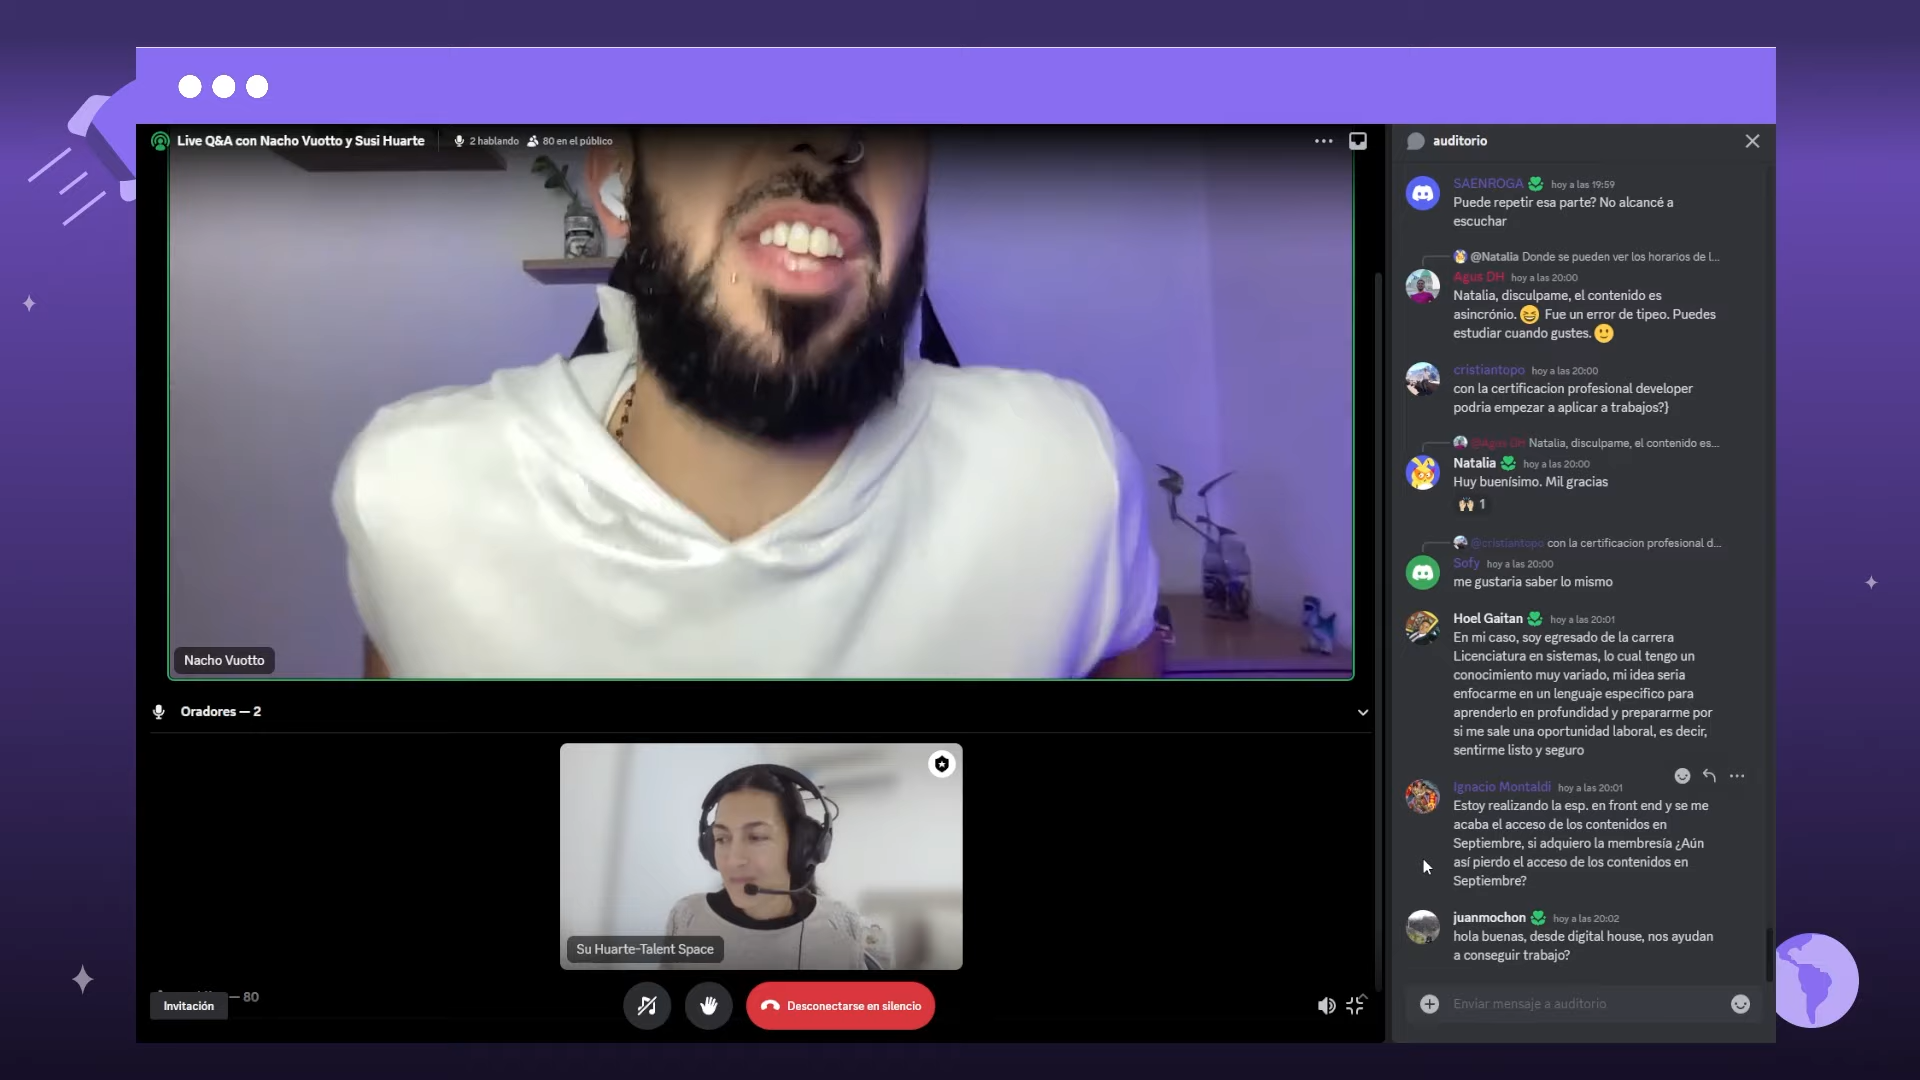 Live Q&A con Nacho Vuotto y Susi Huarte
2 hablando
80 en el público
Nacho Vuotto
Oradores — 2
Su Huarte-Talent Space
— 80
Invitación
Desconectarse en silencio
auditorio
SAENROGA hoy a las 19:59
Puede repetir esa parte? No alcancé a
escuchar
@Natalia Donde se pueden ver los horarios de l...
Agus DH hoy a las 20:00
Natalia, disculpame, el contenido es
asincrónio. 😆 Fue un error de tipeo. Puedes
estudiar cuando gustes. 🙂
cristiantopo hoy a las 20:00
con la certificacion profesional developer
podria empezar a aplicar a trabajos?}
@Agus DH Natalia, disculpame, el contenido es...
Natalia hoy a las 20:00
Huy buenísimo. Mil gracias
🙌🏻 1
@cristiantopo con la certificacion profesional d...
Sofy hoy a las 20:00
me gustaria saber lo mismo
Hoel Gaitan hoy a las 20:01
En mi caso, soy egresado de la carrera
Licenciatura en sistemas, lo cual tengo un
conocimiento muy variado, mi idea seria
enfocarme en un lenguaje especifico para
aprenderlo en profundidad y prepararme por
si me sale una oportunidad laboral, es decir,
sentirme listo y seguro
Ignacio Montaldi hoy a las 20:01
Estoy realizando la esp. en front end y se me
acaba el acceso de los contenidos en
Septiembre, si adquiero la membresía ¿Aún
así pierdo el acceso de los contenidos en
Septiembre?
juanmochon hoy a las 20:02
hola buenas, desde digital house, nos ayudan
a conseguir trabajo?
Enviar mensaje a auditorio